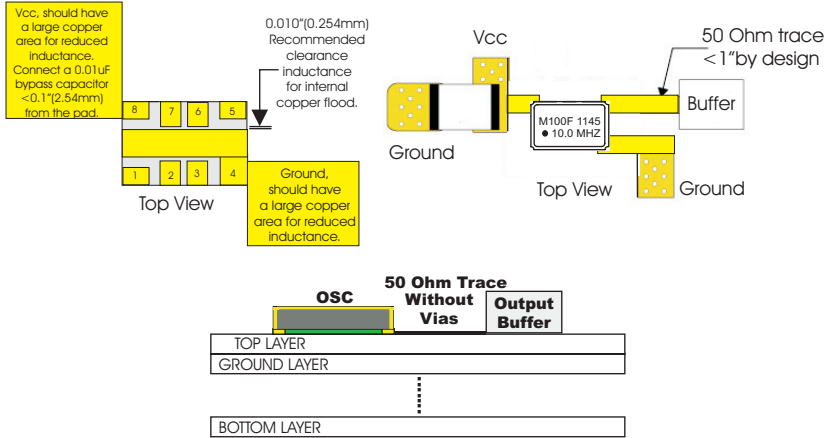 Vcc, should have
a large copper
area for reduced
inductance.
Connect a 0.01uF
bypass capacitor
<0.1"(2.54mm)
from the pad.
0.010"(0.254mm)
Recommended
clearance
inductance
for internal
copper flood.
8 7 6 5
1 2 3 4
Top View
Ground,
should have
a large copper
area for reduced
inductance.
Vcc
50 Ohm trace
<1"by design
Buffer
M100F 1145
● 10.0 MHZ
Ground
Top View
Ground
OSC
50 Ohm Trace
Without
Vias
Output
Buffer
TOP LAYER
GROUND LAYER
BOTTOM LAYER